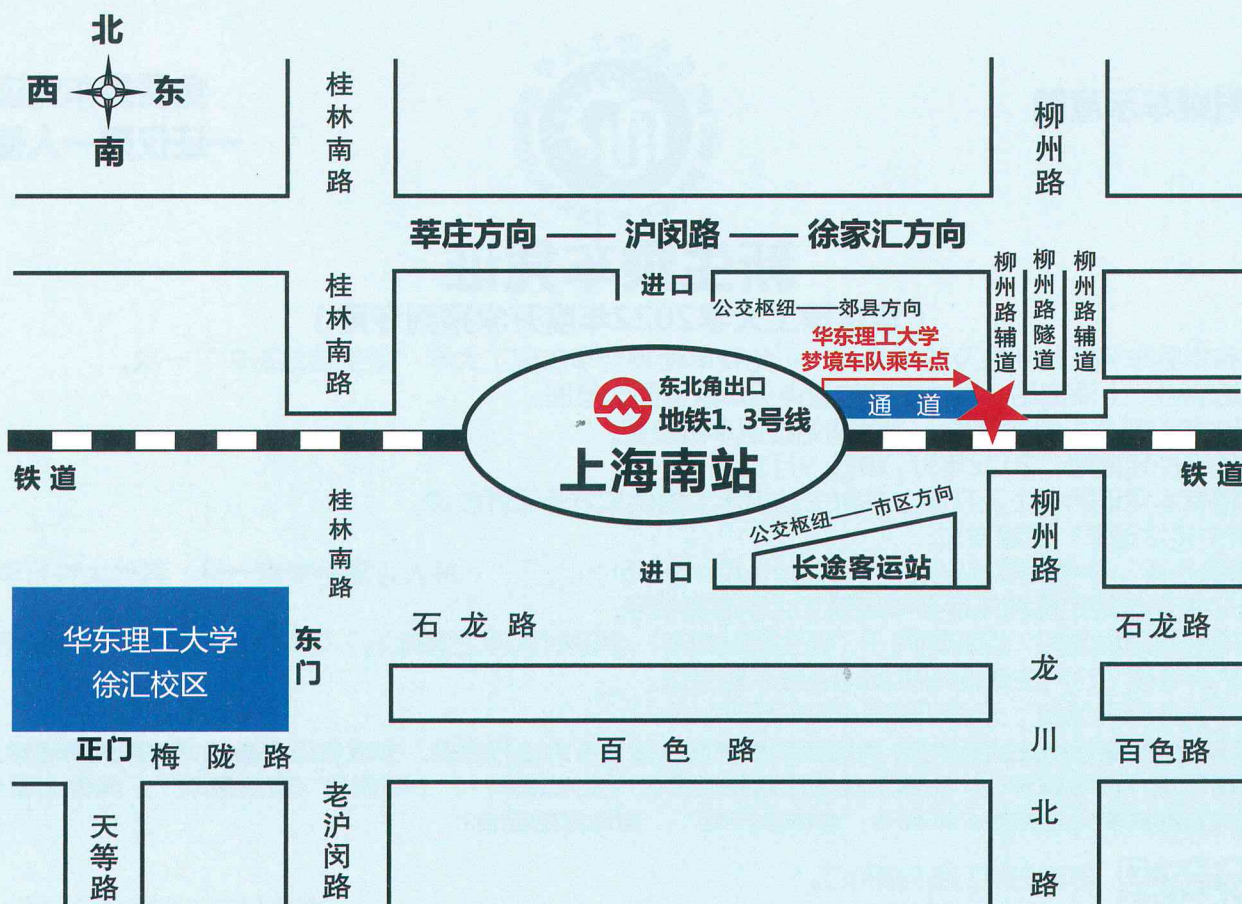 北
西 东
南
桂林南路
柳州路
莘庄方向——沪闵路——徐家汇方向
桂林南路
进口
公交枢纽——郊县方向
柳州路辅道
柳州路隧道
柳州路辅道
华东理工大学
梦境车队乘车点
通道
东北角出口
地铁1、3号线
上海南站
铁道
铁道
桂林南路
公交枢纽——市区方向
柳州路
进口
长途客运站
华东理工大学
徐汇校区
东门
石龙路
石龙路
龙川北路
正门
梅陇路
百色路
百色路
天等路
老沪闵路